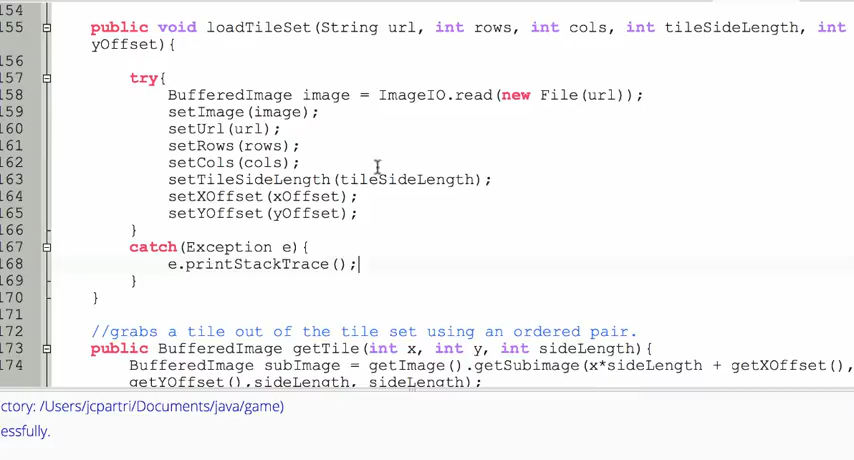 154
155 public void loadTileSet(String url, int rows, int cols, int tileSideLength, int
yOffset){
156
157 try{
158 BufferedImage image = ImageIO.read(new File(url));
159 setImage(image);
160 setUrl(url);
161 setRows(rows);
162 setCols(cols);
163 setTileSideLength(tileSideLength);
164 setXOffset(xOffset);
165 setYOffset(yOffset);
166 }
167 catch(Exception e){
168 e.printStackTrace();
169 }
170 }
171
172 //grabs a tile out of the tile set using an ordered pair.
173 public BufferedImage getTile(int x, int y, int sideLength){
174 BufferedImage subImage = getImage().getSubimage(x*sideLength + getXOffset(),
getYOffset(),sideLength, sideLength);
ctory: /Users/jcpartri/Documents/java/game)
essfully.